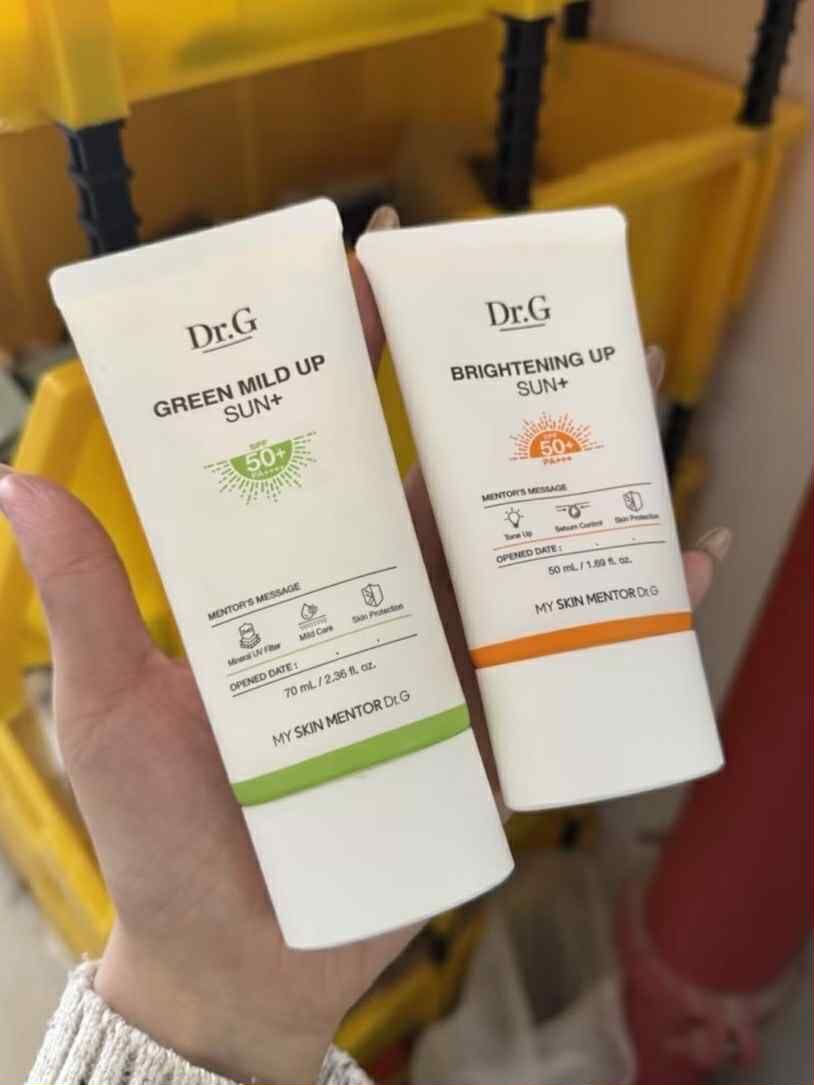 Dr.G
GREEN MILD UP
SUN+
SPF
50+
PA++++
MENTOR'S MESSAGE
Mineral UV Filter
Mild Care
Skin Protection
OPENED DATE : . .
70 mL / 2.36 fl. oz.
MY SKIN MENTOR Dr.G
Dr.G
BRIGHTENING UP
SUN+
SPF
50+
PA+++
MENTOR'S MESSAGE
Tone Up
Sebum Control
Skin Protection
OPENED DATE : . .
50 mL / 1.69 fl. oz.
MY SKIN MENTOR Dr.G